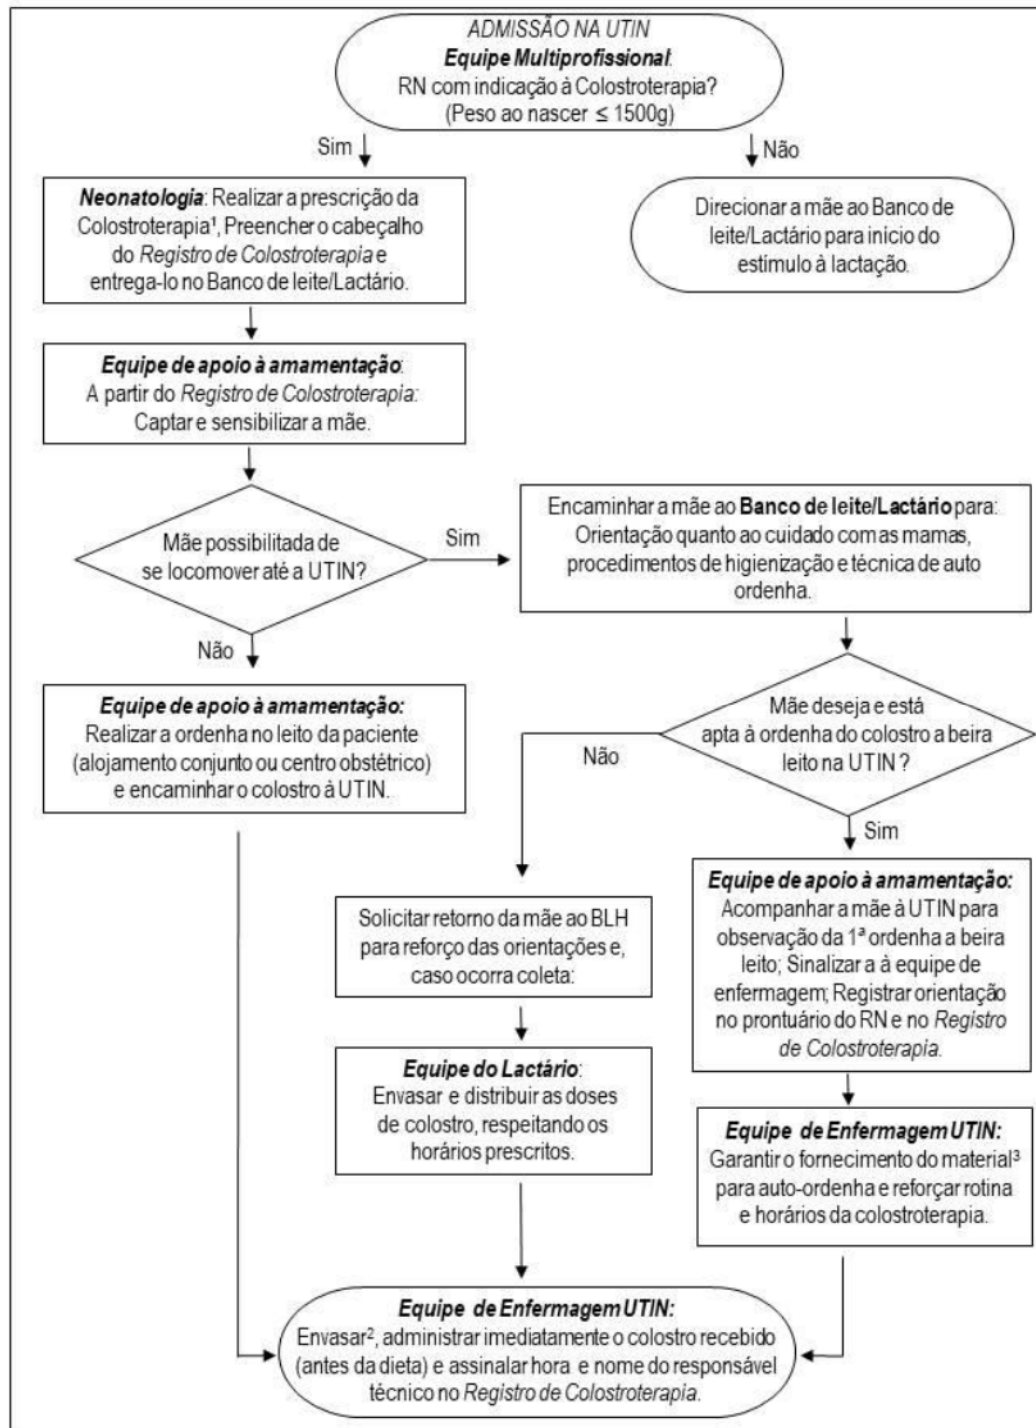 ADMISSÃO NA UTIN
Equipe Multiprofissional:
RN com indicação à Colostroterapia?
(Peso ao nascer ≤ 1500g)
Sim
Não
Neonatologia: Realizar a prescrição da
Colostroterapia¹, Preencher o cabeçalho
do Registro de Colostroterapia e
entrega-lo no Banco de leite/Lactário.
Direcionar a mãe ao Banco de
leite/Lactário para início do
estímulo à lactação.
Equipe de apoio à amamentação:
A partir do Registro de Colostroterapia:
Captar e sensibilizar a mãe.
Mãe possibilitada de
se locomover até a UTIN?
Sim
Não
Encaminhar a mãe ao Banco de leite/Lactário para:
Orientação quanto ao cuidado com as mamas,
procedimentos de higienização e técnica de auto
ordenha.
Equipe de apoio à amamentação:
Realizar a ordenha no leito da paciente
(alojamento conjunto ou centro obstétrico)
e encaminhar o colostro à UTIN.
Mãe deseja e está
apta à ordenha do colostro a beira
leito na UTIN ?
Não
Sim
Solicitar retorno da mãe ao BLH
para reforço das orientações e,
caso ocorra coleta:
Equipe de apoio à amamentação:
Acompanhar a mãe à UTIN para
observação da 1ª ordenha a beira
leito; Sinalizar a à equipe de
enfermagem; Registrar orientação
no prontuário do RN e no Registro
de Colostroterapia.
Equipe do Lactário:
Envasar e distribuir as doses
de colostro, respeitando os
horários prescritos.
Equipe de Enfermagem UTIN:
Garantir o fornecimento do material³
para auto-ordenha e reforçar rotina
e horários da colostroterapia.
Equipe de Enfermagem UTIN:
Envasar², administrar imediatamente o colostro recebido
(antes da dieta) e assinalar hora e nome do responsável
técnico no Registro de Colostroterapia.